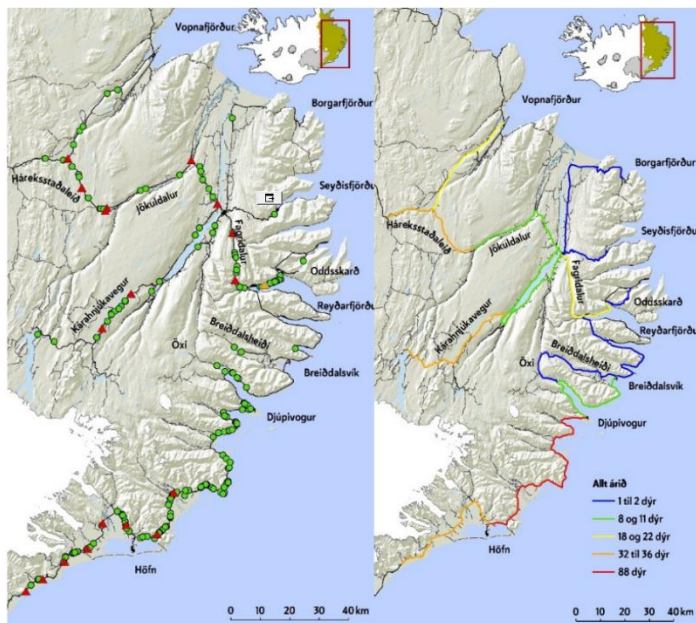 Vopnafjörður
Borgarfjörður
Seyðisfjörður
Háreksstaðaleið
Jökuldalur
Fagridalur
Oddsskarð
Reyðarfjörður
Kárahnjúkavegur
Breiðdalsheiði
Öxi
Breiðdalsvík
Djúpivogur
Höfn
0 10 20 30 40 km
Vopnafjörður
Borgarfjörður
Seyðisfjörður
Háreksstaðaleið
Jökuldalur
Fagridalur
Oddsskarð
Reyðarfjörður
Kárahnjúkavegur
Breiðdalsheiði
Öxi
Breiðdalsvík
Djúpivogur
Allt árið
1 til 2 dýr
8 og 11 dýr
18 og 22 dýr
32 til 36 dýr
88 dýr
Höfn
0 10 20 30 40 km